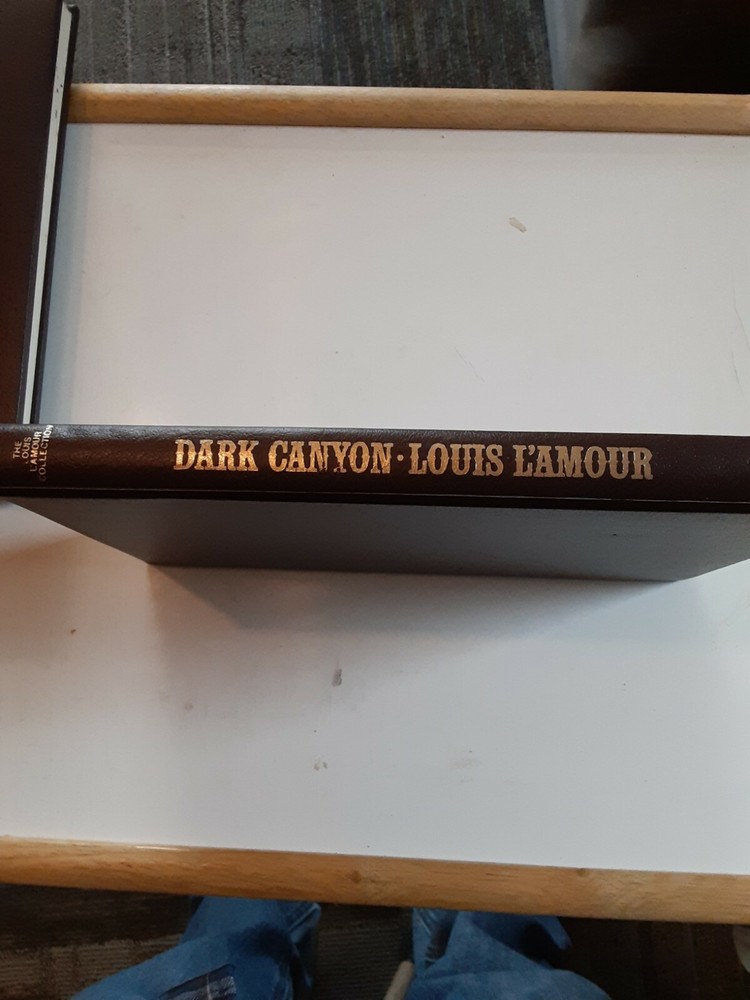 THE
LOUIS
L'AMOUR
COLLECTION
DARK CANYON · LOUIS L'AMOUR